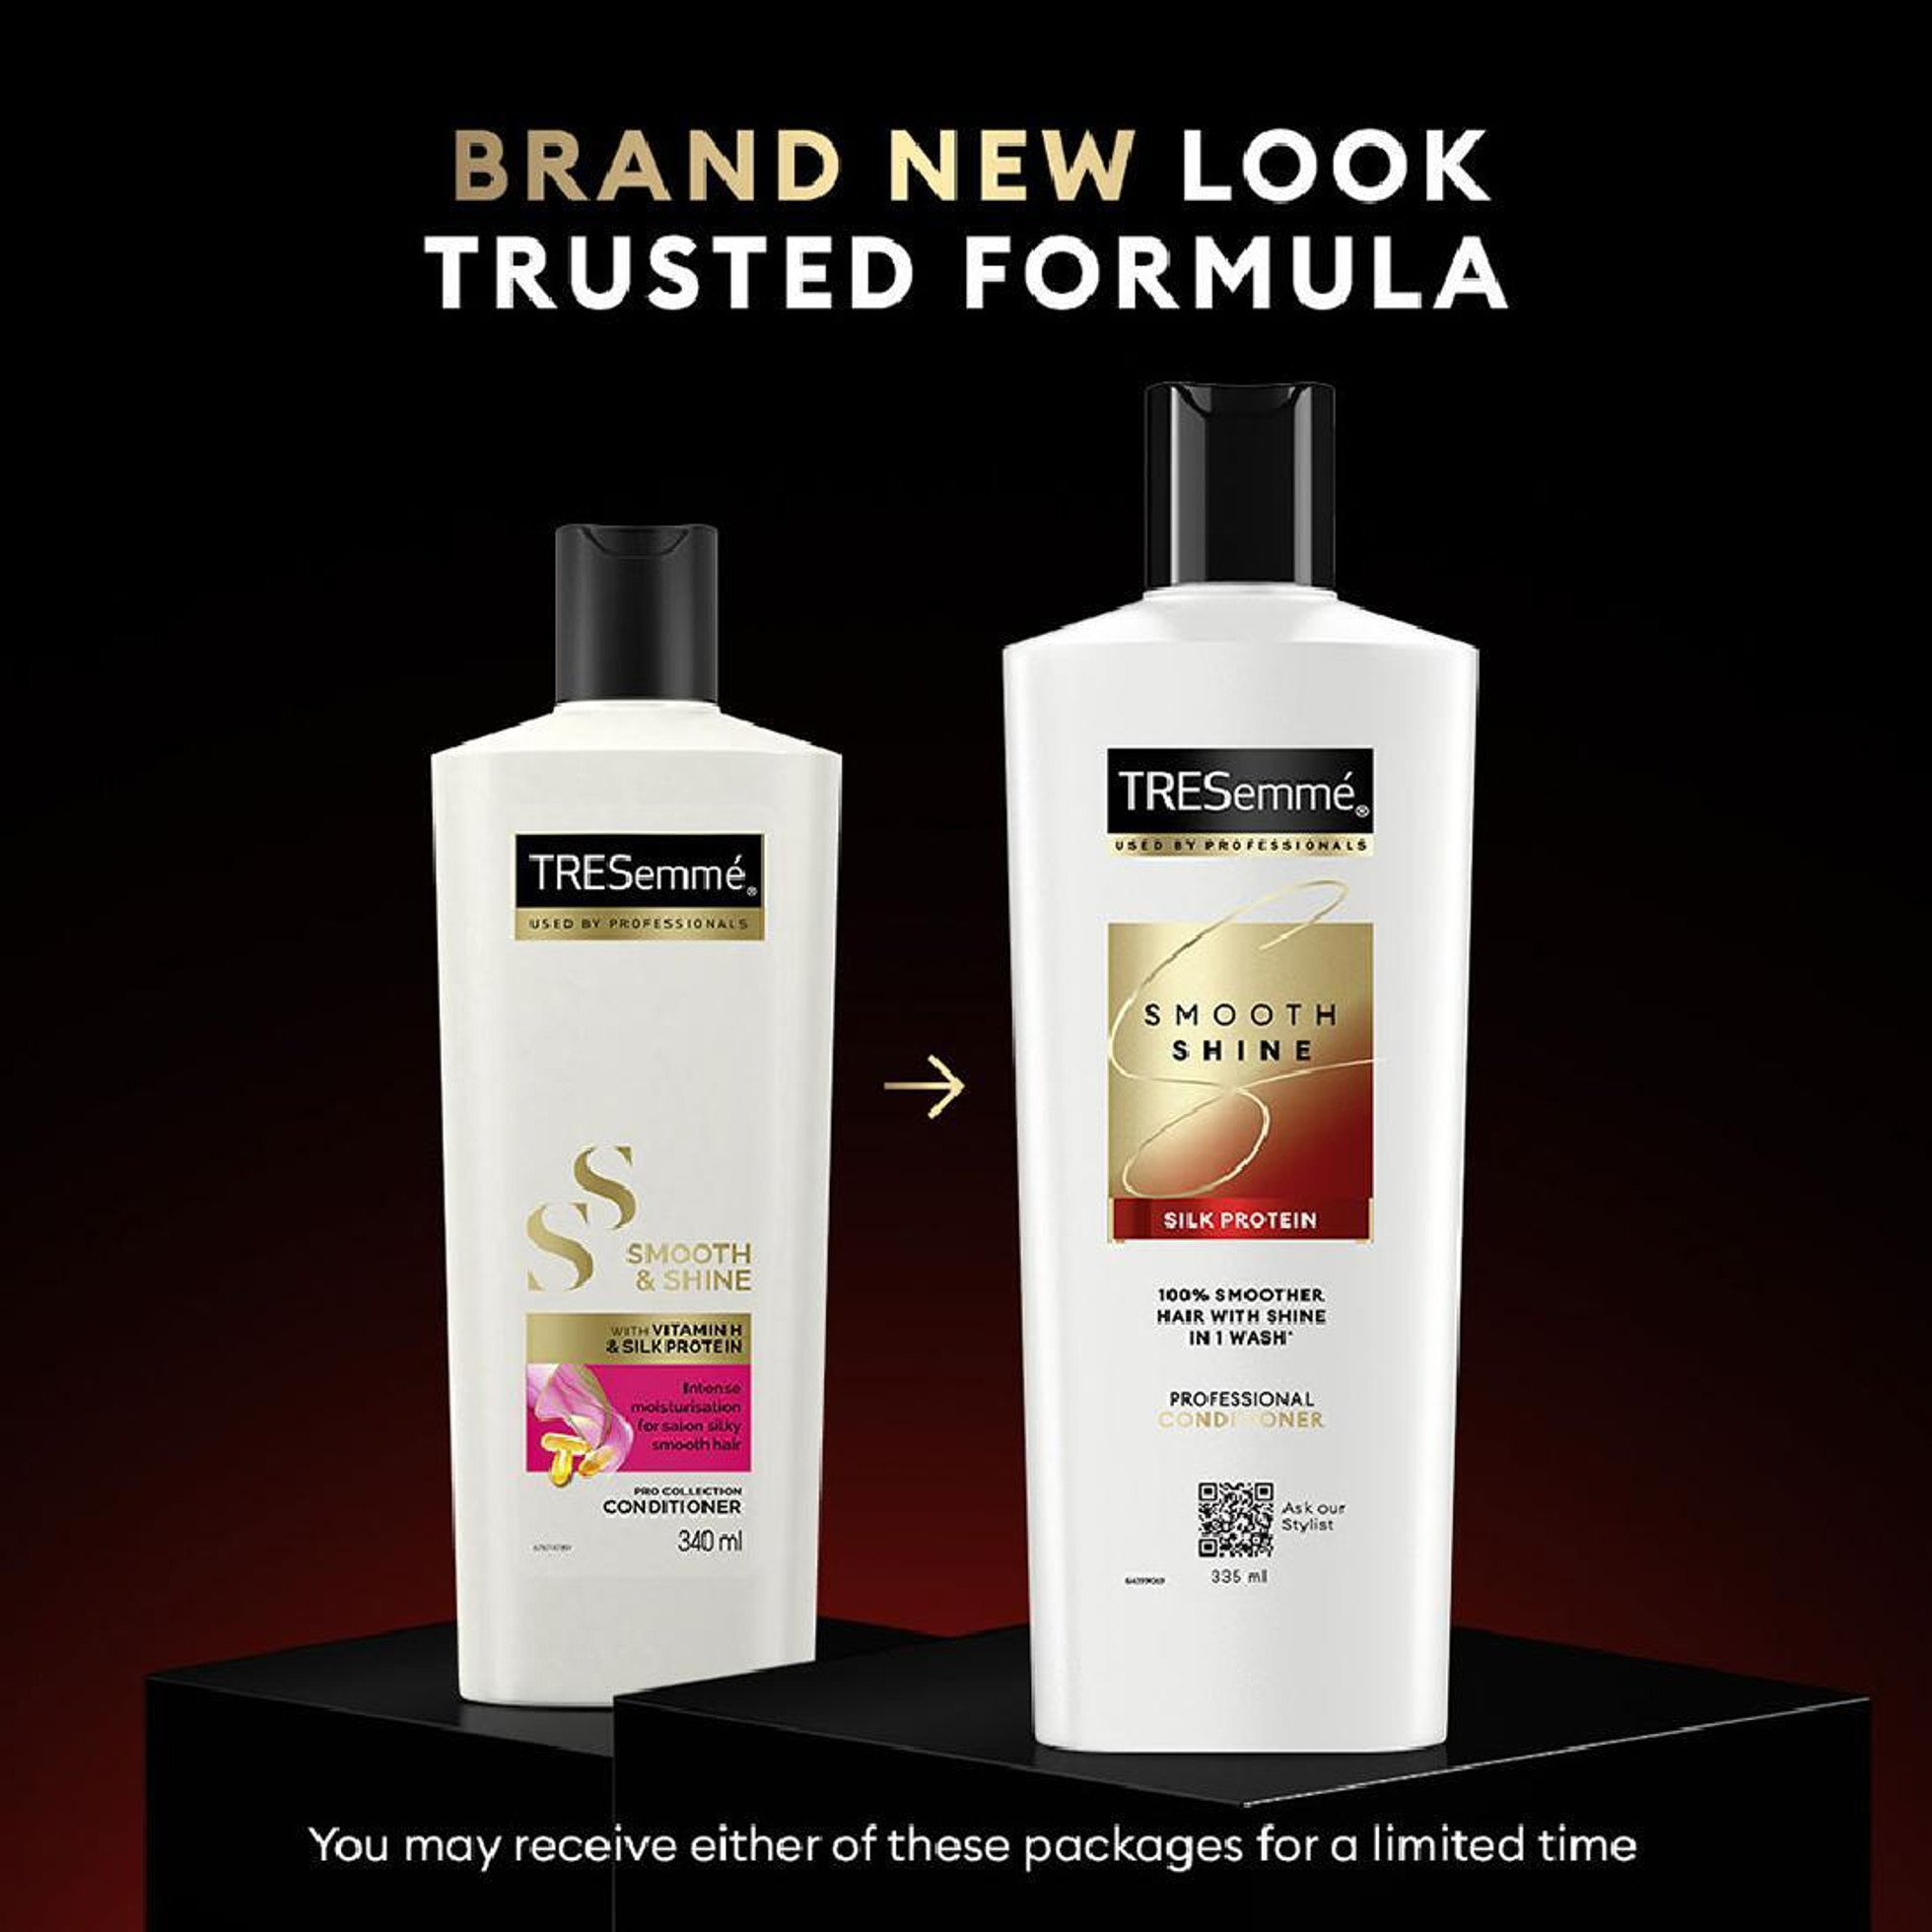 BRAND NEW LOOK
TRUSTED FORMULA
TRESemmé®
USED BY PROFESSIONALS
SS
SMOOTH
& SHINE
WITH VITAMIN H
& SILK PROTEIN
Intense
moisturisation
for salon silky
smooth hair
PRO COLLECTION
CONDITIONER
340 ml
TRESemmé®
USED BY PROFESSIONALS
SMOOTH
SHINE
SILK PROTEIN
100% SMOOTHER
HAIR WITH SHINE
IN 1 WASH*
PROFESSIONAL
CONDITIONER
Ask our
Stylist
335 ml
You may receive either of these packages for a limited time